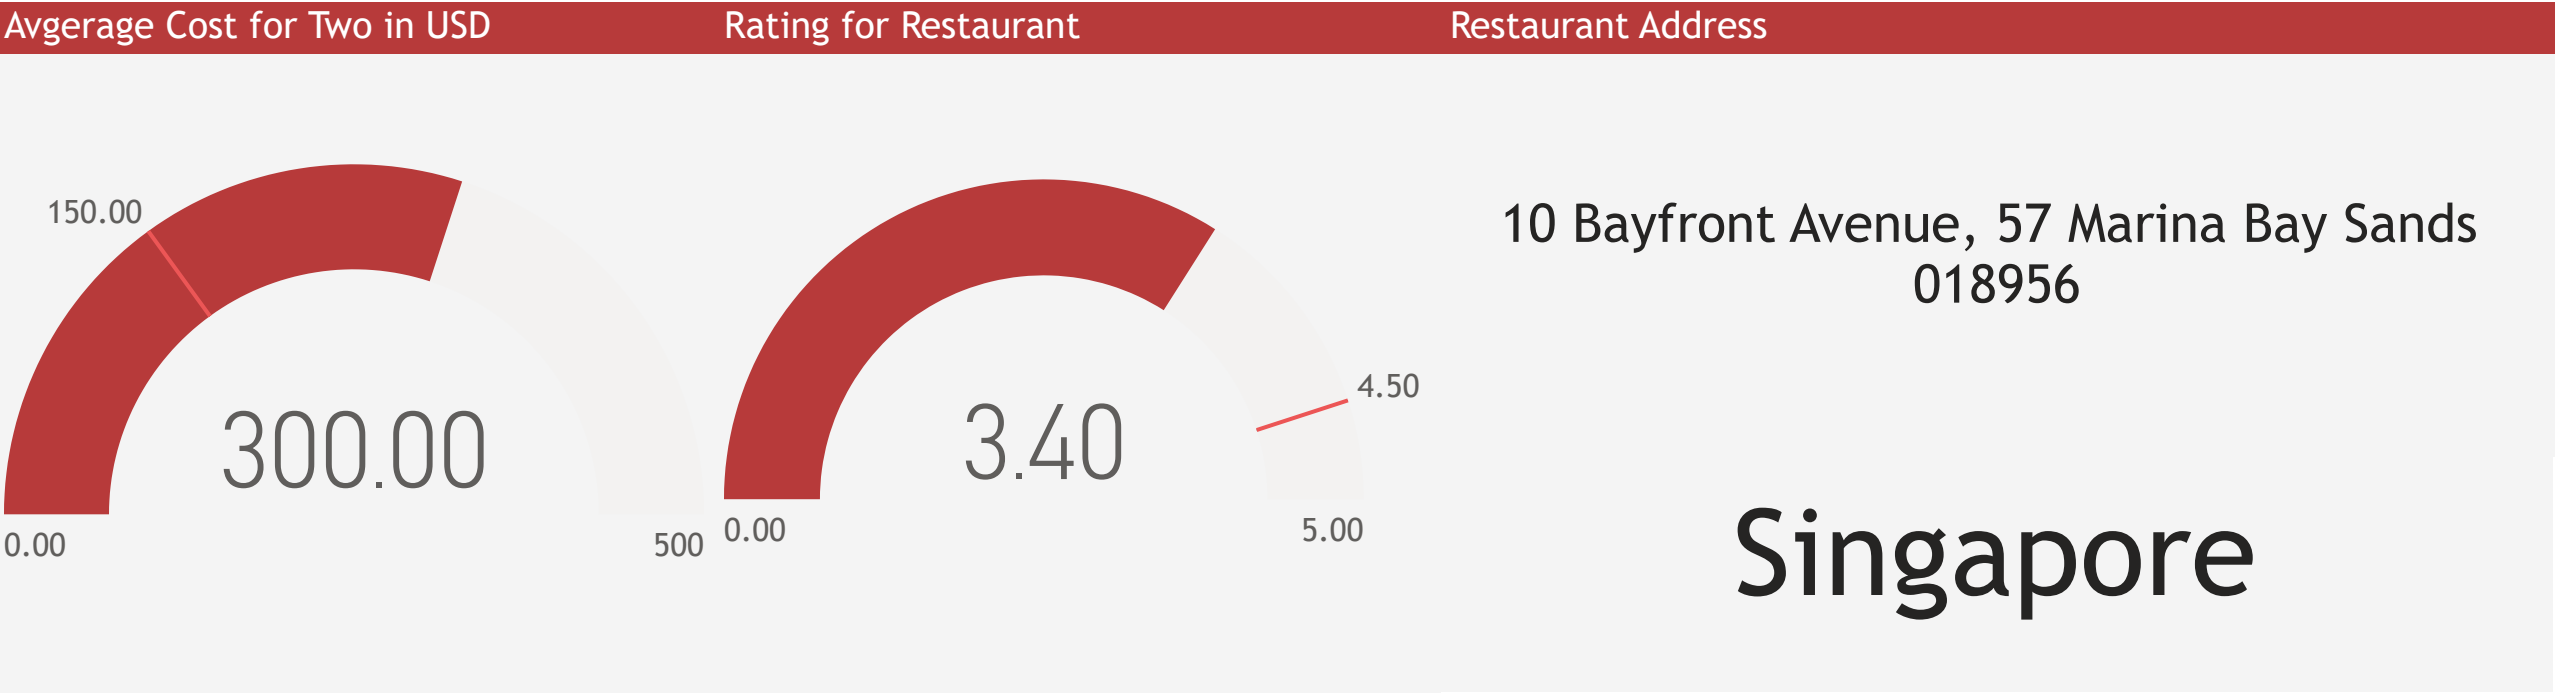 Avgerage Cost for Two in USD
150.00
300.00
0.00
500
Rating for Restaurant
4.50
3.40
0.00
5.00
Restaurant Address
10 Bayfront Avenue, 57 Marina Bay Sands
018956
Singapore